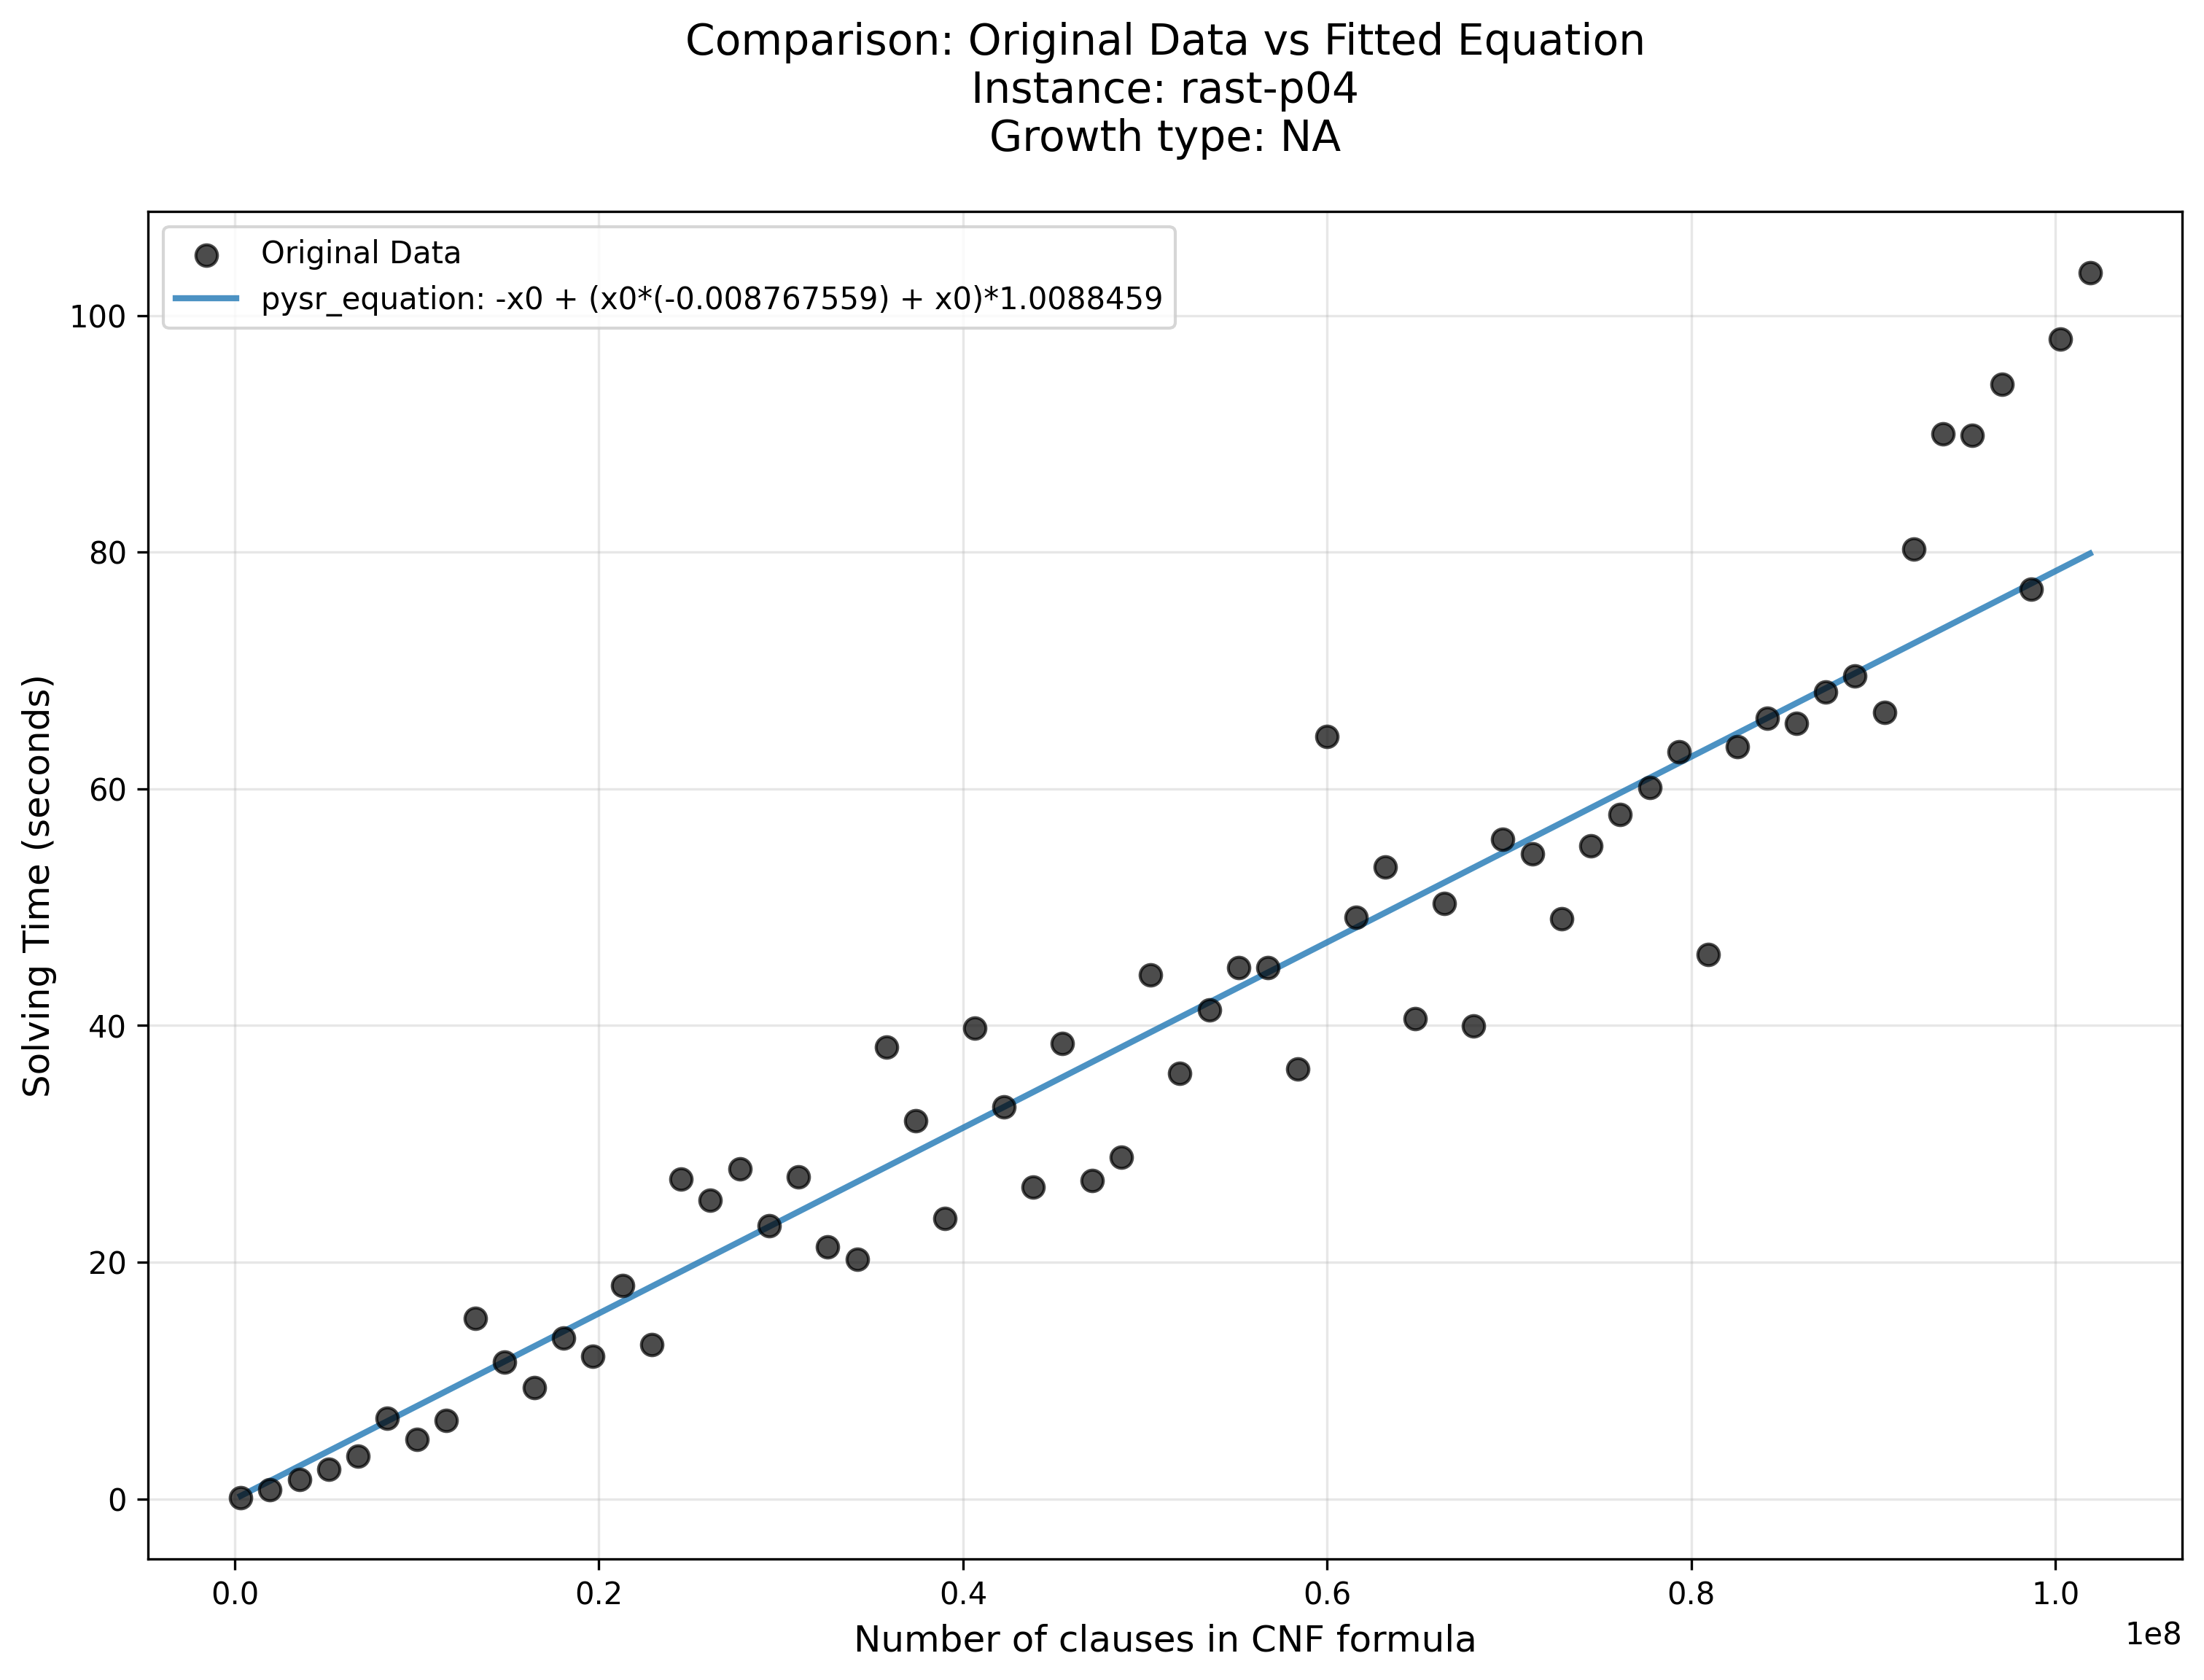 Comparison: Original Data vs Fitted Equation
Instance: rast-p04
Growth type: NA
Original Data
pysr_equation: -x0 + (x0*(-0.008767559) + x0)*1.0088459
100
80
60
40
20
0
Solving Time (seconds)
0.0 0.2 0.4 0.6 0.8 1.0
1e8
Number of clauses in CNF formula